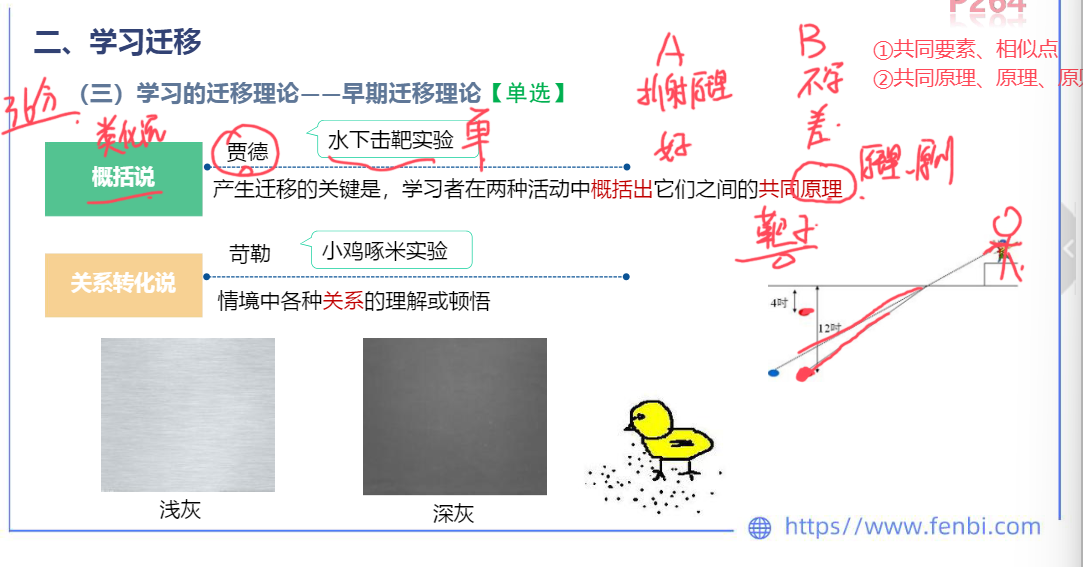 P264
二、学习迁移
A
B
①共同要素、相似点
②共同原理、原理、原
（三）学习的迁移理论——早期迁移理论【单选】
折射原理
不学
36分
类化说
贾德
水下击靶实验
单
好
差
概括说
原理、原则
产生迁移的关键是，学习者在两种活动中概括出它们之间的共同原理
靶子
苛勒
小鸡啄米实验
关系转化说
情境中各种关系的理解或顿悟
4吋
12吋
浅灰
深灰
https//www.fenbi.com